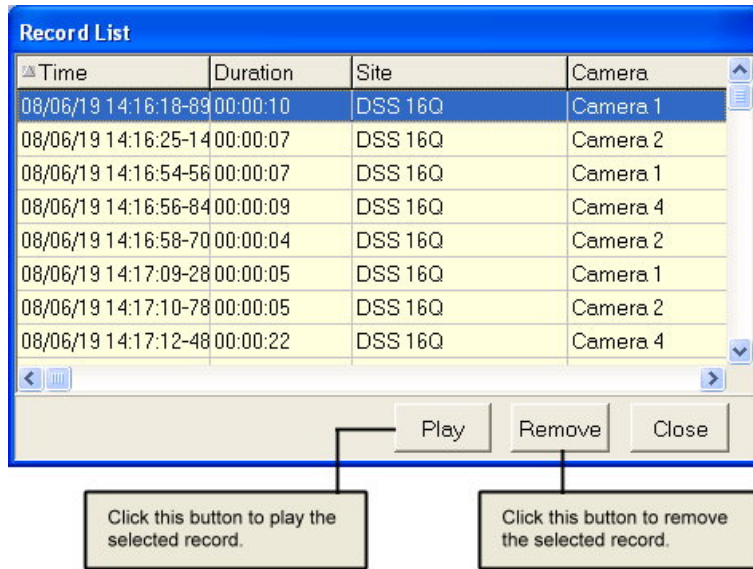 Record List
Time Duration Site Camera
08/06/19 14:16:18-89 00:00:10 DSS 16Q Camera 1
08/06/19 14:16:25-14 00:00:07 DSS 16Q Camera 2
08/06/19 14:16:54-56 00:00:07 DSS 16Q Camera 1
08/06/19 14:16:56-84 00:00:09 DSS 16Q Camera 4
08/06/19 14:16:58-70 00:00:04 DSS 16Q Camera 2
08/06/19 14:17:09-28 00:00:05 DSS 16Q Camera 1
08/06/19 14:17:10-78 00:00:05 DSS 16Q Camera 2
08/06/19 14:17:12-48 00:00:22 DSS 16Q Camera 4
Play Remove Close
Click this button to play the
selected record.
Click this button to remove
the selected record.